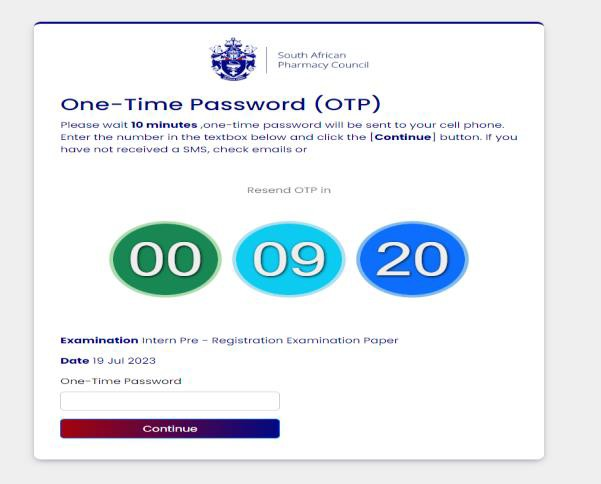 South African
Pharmacy Council
One-Time Password (OTP)
Please wait 10 minutes ,one-time password will be sent to your cell phone.
Enter the number in the textbox below and click the [Continue] button. If you
have not received a SMS, check emails or
Resend OTP in
00 09 20
Examination Intern Pre - Registration Examination Paper
Date 19 Jul 2023
One-Time Password
Continue